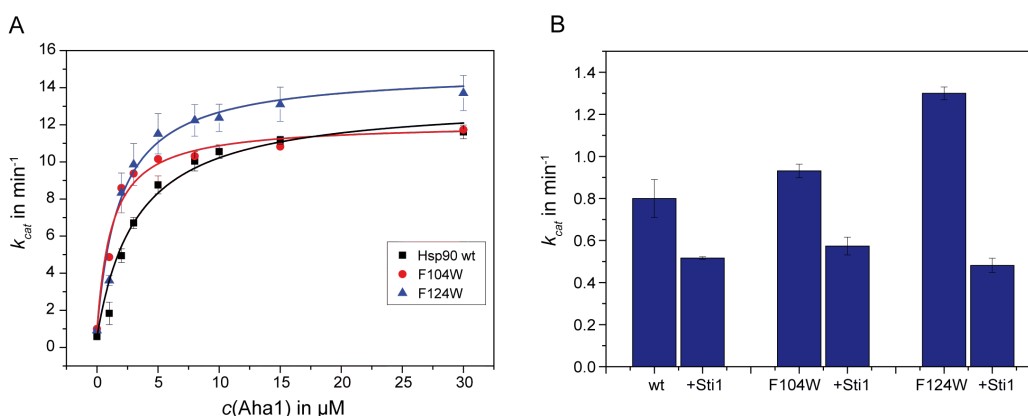 A
16
14
12
10
8
6
4
2
0
k_cat in min⁻¹
0 5 10 15 20 25 30
c(Aha1) in µM
Hsp90 wt
F104W
F124W
B
1.4
1.2
0.9
0.8
0.6
0.4
0.2
0.0
k_cat in min⁻¹
wt +Sti1 F104W +Sti1 F124W +Sti1